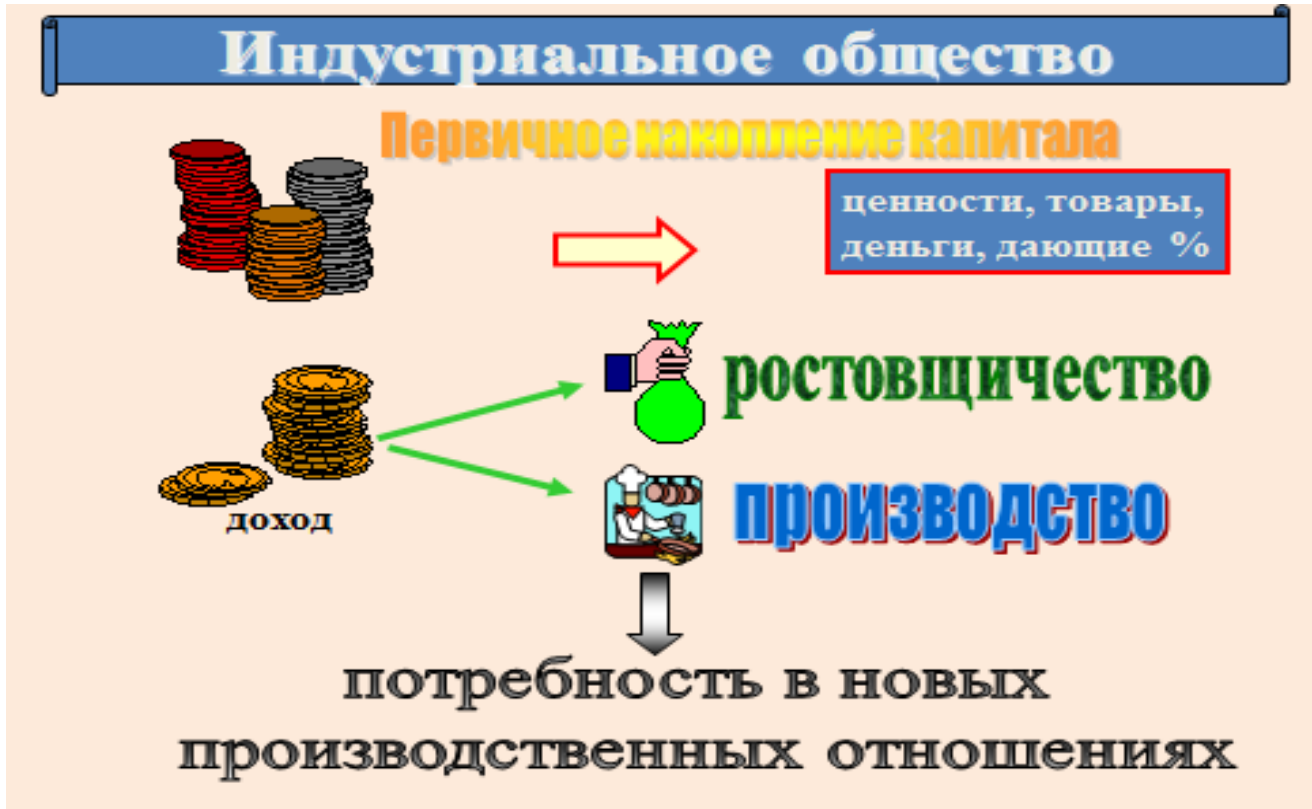 Индустриальное общество
Первичное накопление капитала
ценности, товары,
деньги, дающие %
ростовщичество
доход
производство
потребность в новых
производственных отношениях